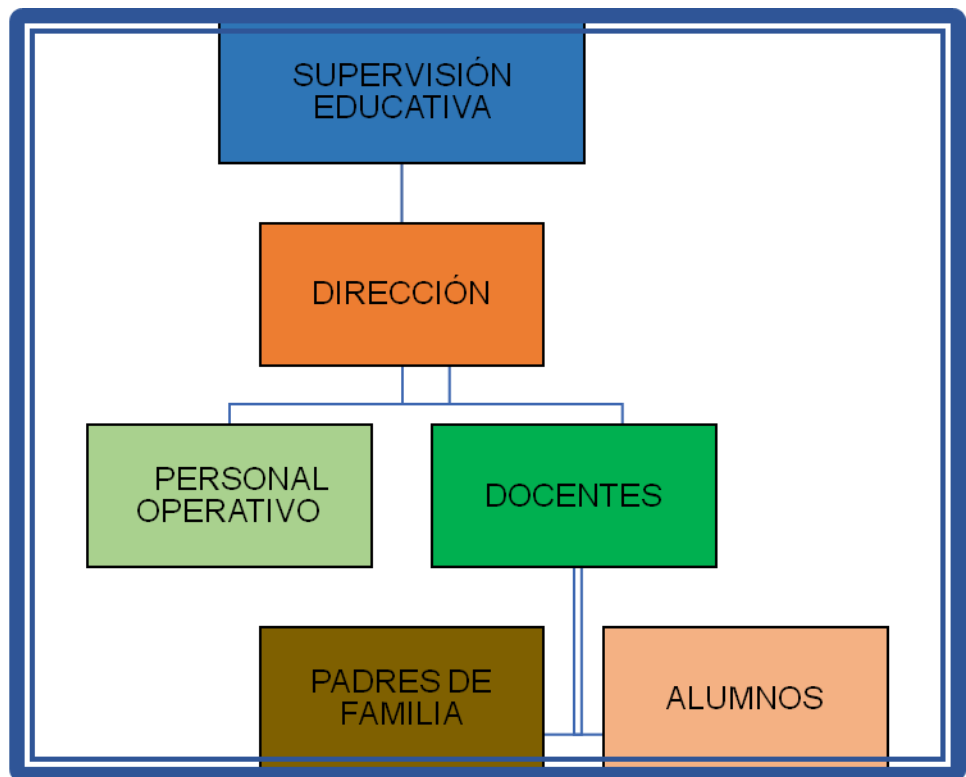 SUPERVISIÓN
EDUCATIVA
DIRECCIÓN
PERSONAL
OPERATIVO
DOCENTES
PADRES DE
FAMILIA
ALUMNOS